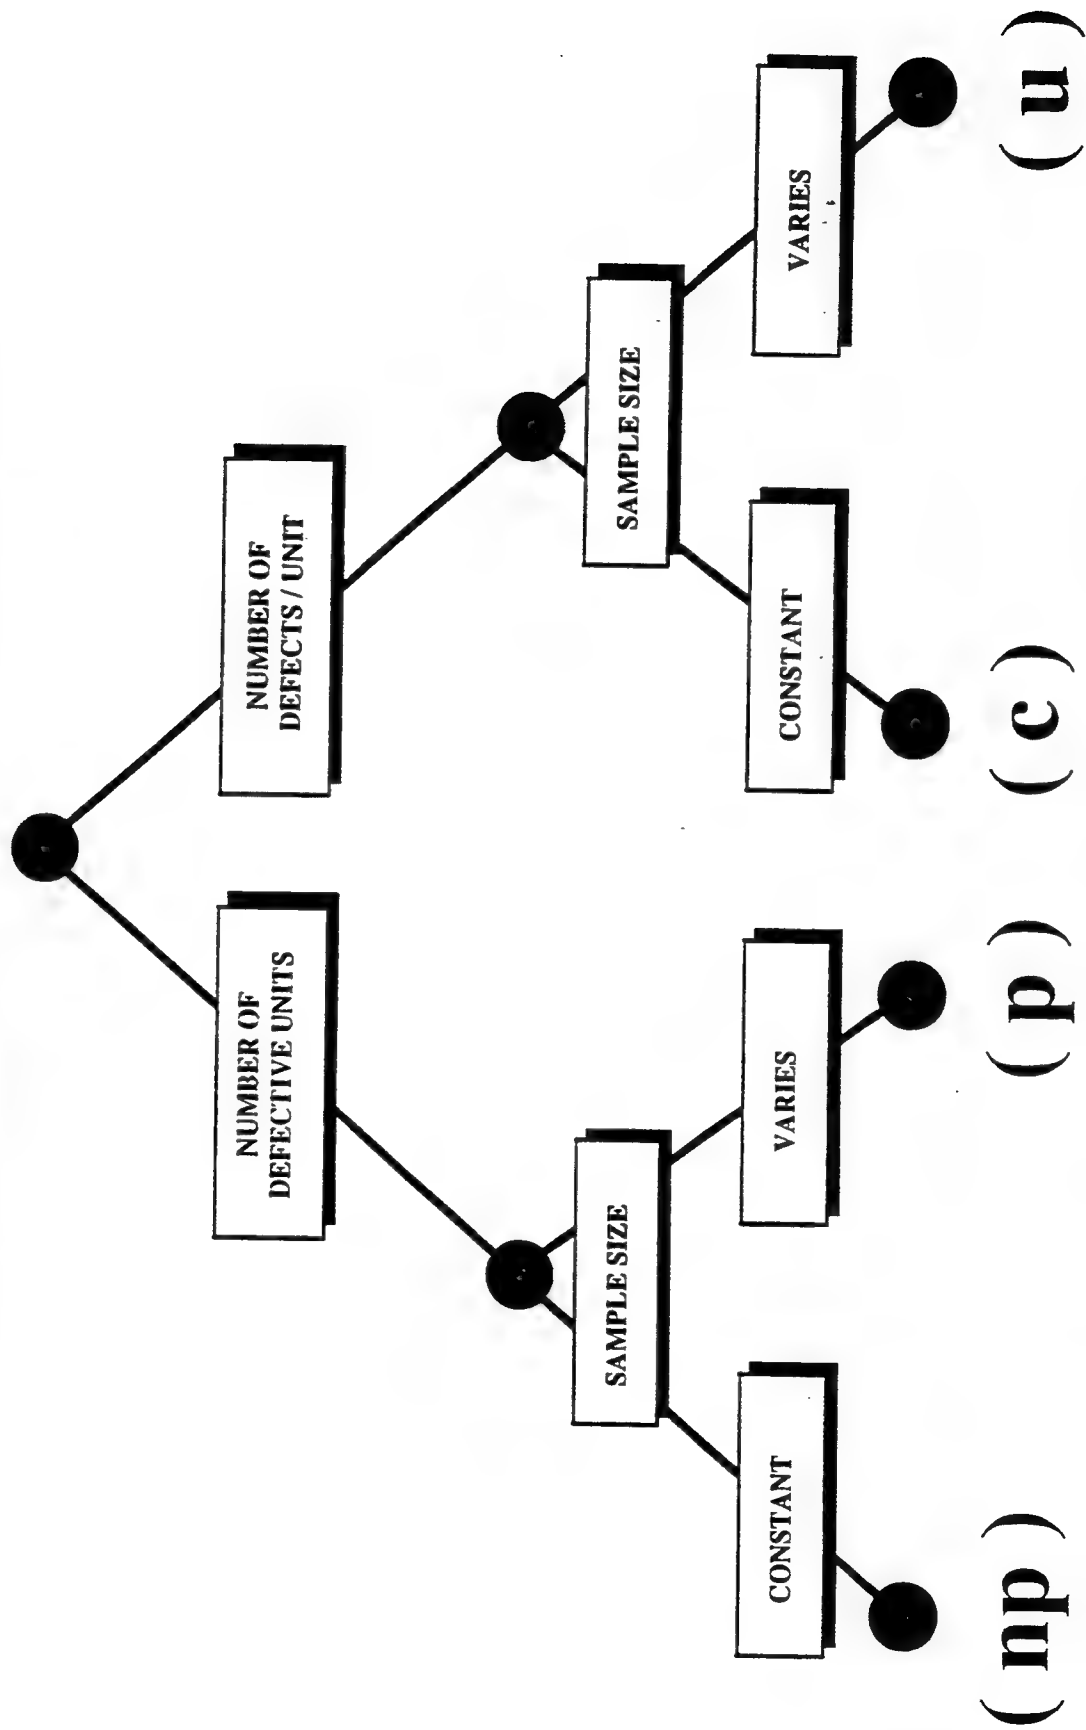 NUMBER OF
DEFECTIVE UNITS
NUMBER OF
DEFECTS / UNIT
SAMPLE SIZE
SAMPLE SIZE
CONSTANT
VARIES
CONSTANT
VARIES
( np )
( p )
( c )
( u )